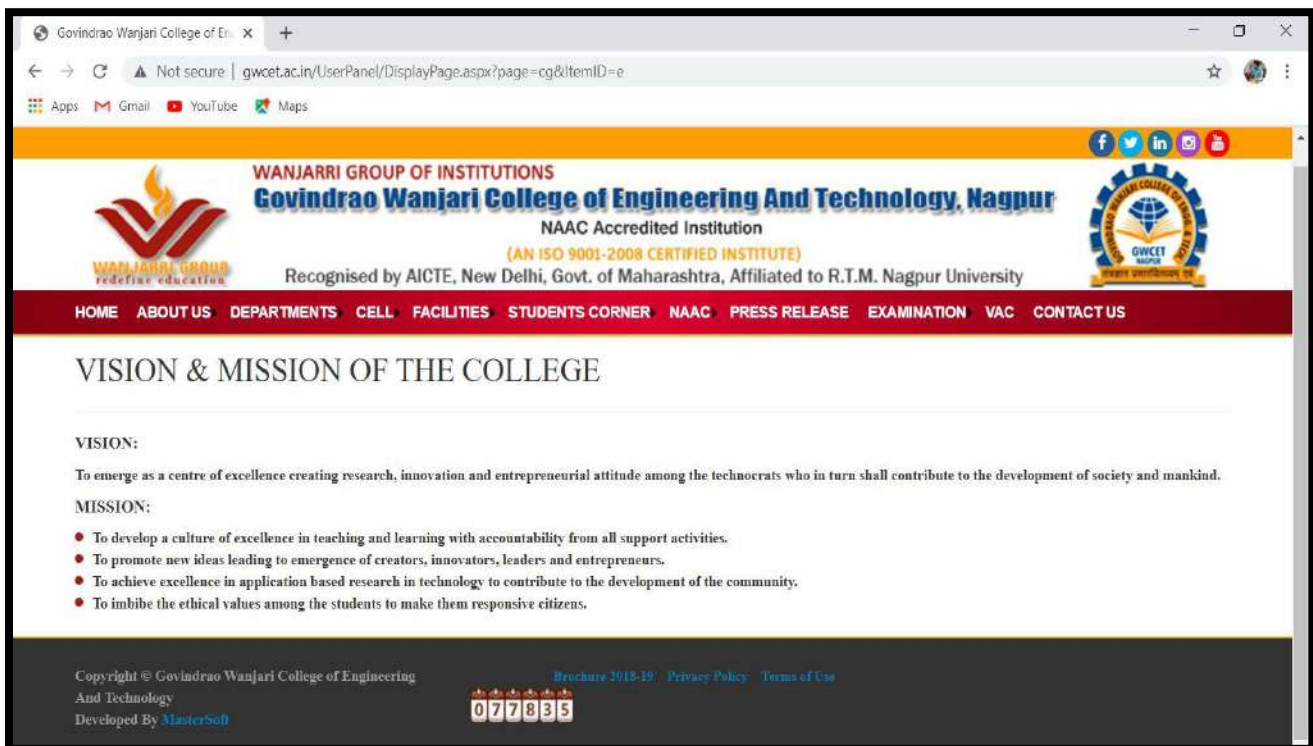 Govindrao Wanjari College of En
Not secure | gwcet.ac.in/UserPanel/DisplayPage.aspx?page=cg&ItemID=e
Apps Gmail YouTube Maps
WANJARRI GROUP OF INSTITUTIONS
Govindrao Wanjari College of Engineering And Technology, Nagpur
NAAC Accredited Institution
(AN ISO 9001-2008 CERTIFIED INSTITUTE)
Recognised by AICTE, New Delhi, Govt. of Maharashtra, Affiliated to R.T.M. Nagpur University
WANJARRI GROUP
redefine education
GWCET
NAGPUR
HOME ABOUT US DEPARTMENTS CELL FACILITIES STUDENTS CORNER NAAC PRESS RELEASE EXAMINATION VAC CONTACT US
VISION & MISSION OF THE COLLEGE
VISION:
To emerge as a centre of excellence creating research, innovation and entrepreneurial attitude among the technocrats who in turn shall contribute to the development of society and mankind.
MISSION:
To develop a culture of excellence in teaching and learning with accountability from all support activities.
To promote new ideas leading to emergence of creators, innovators, leaders and entrepreneurs.
To achieve excellence in application based research in technology to contribute to the development of the community.
To imbibe the ethical values among the students to make them responsive citizens.
Copyright © Govindrao Wanjari College of Engineering
And Technology
Developed By MasterSoft
Brochure 2018-19 Privacy Policy Terms of Use
077835